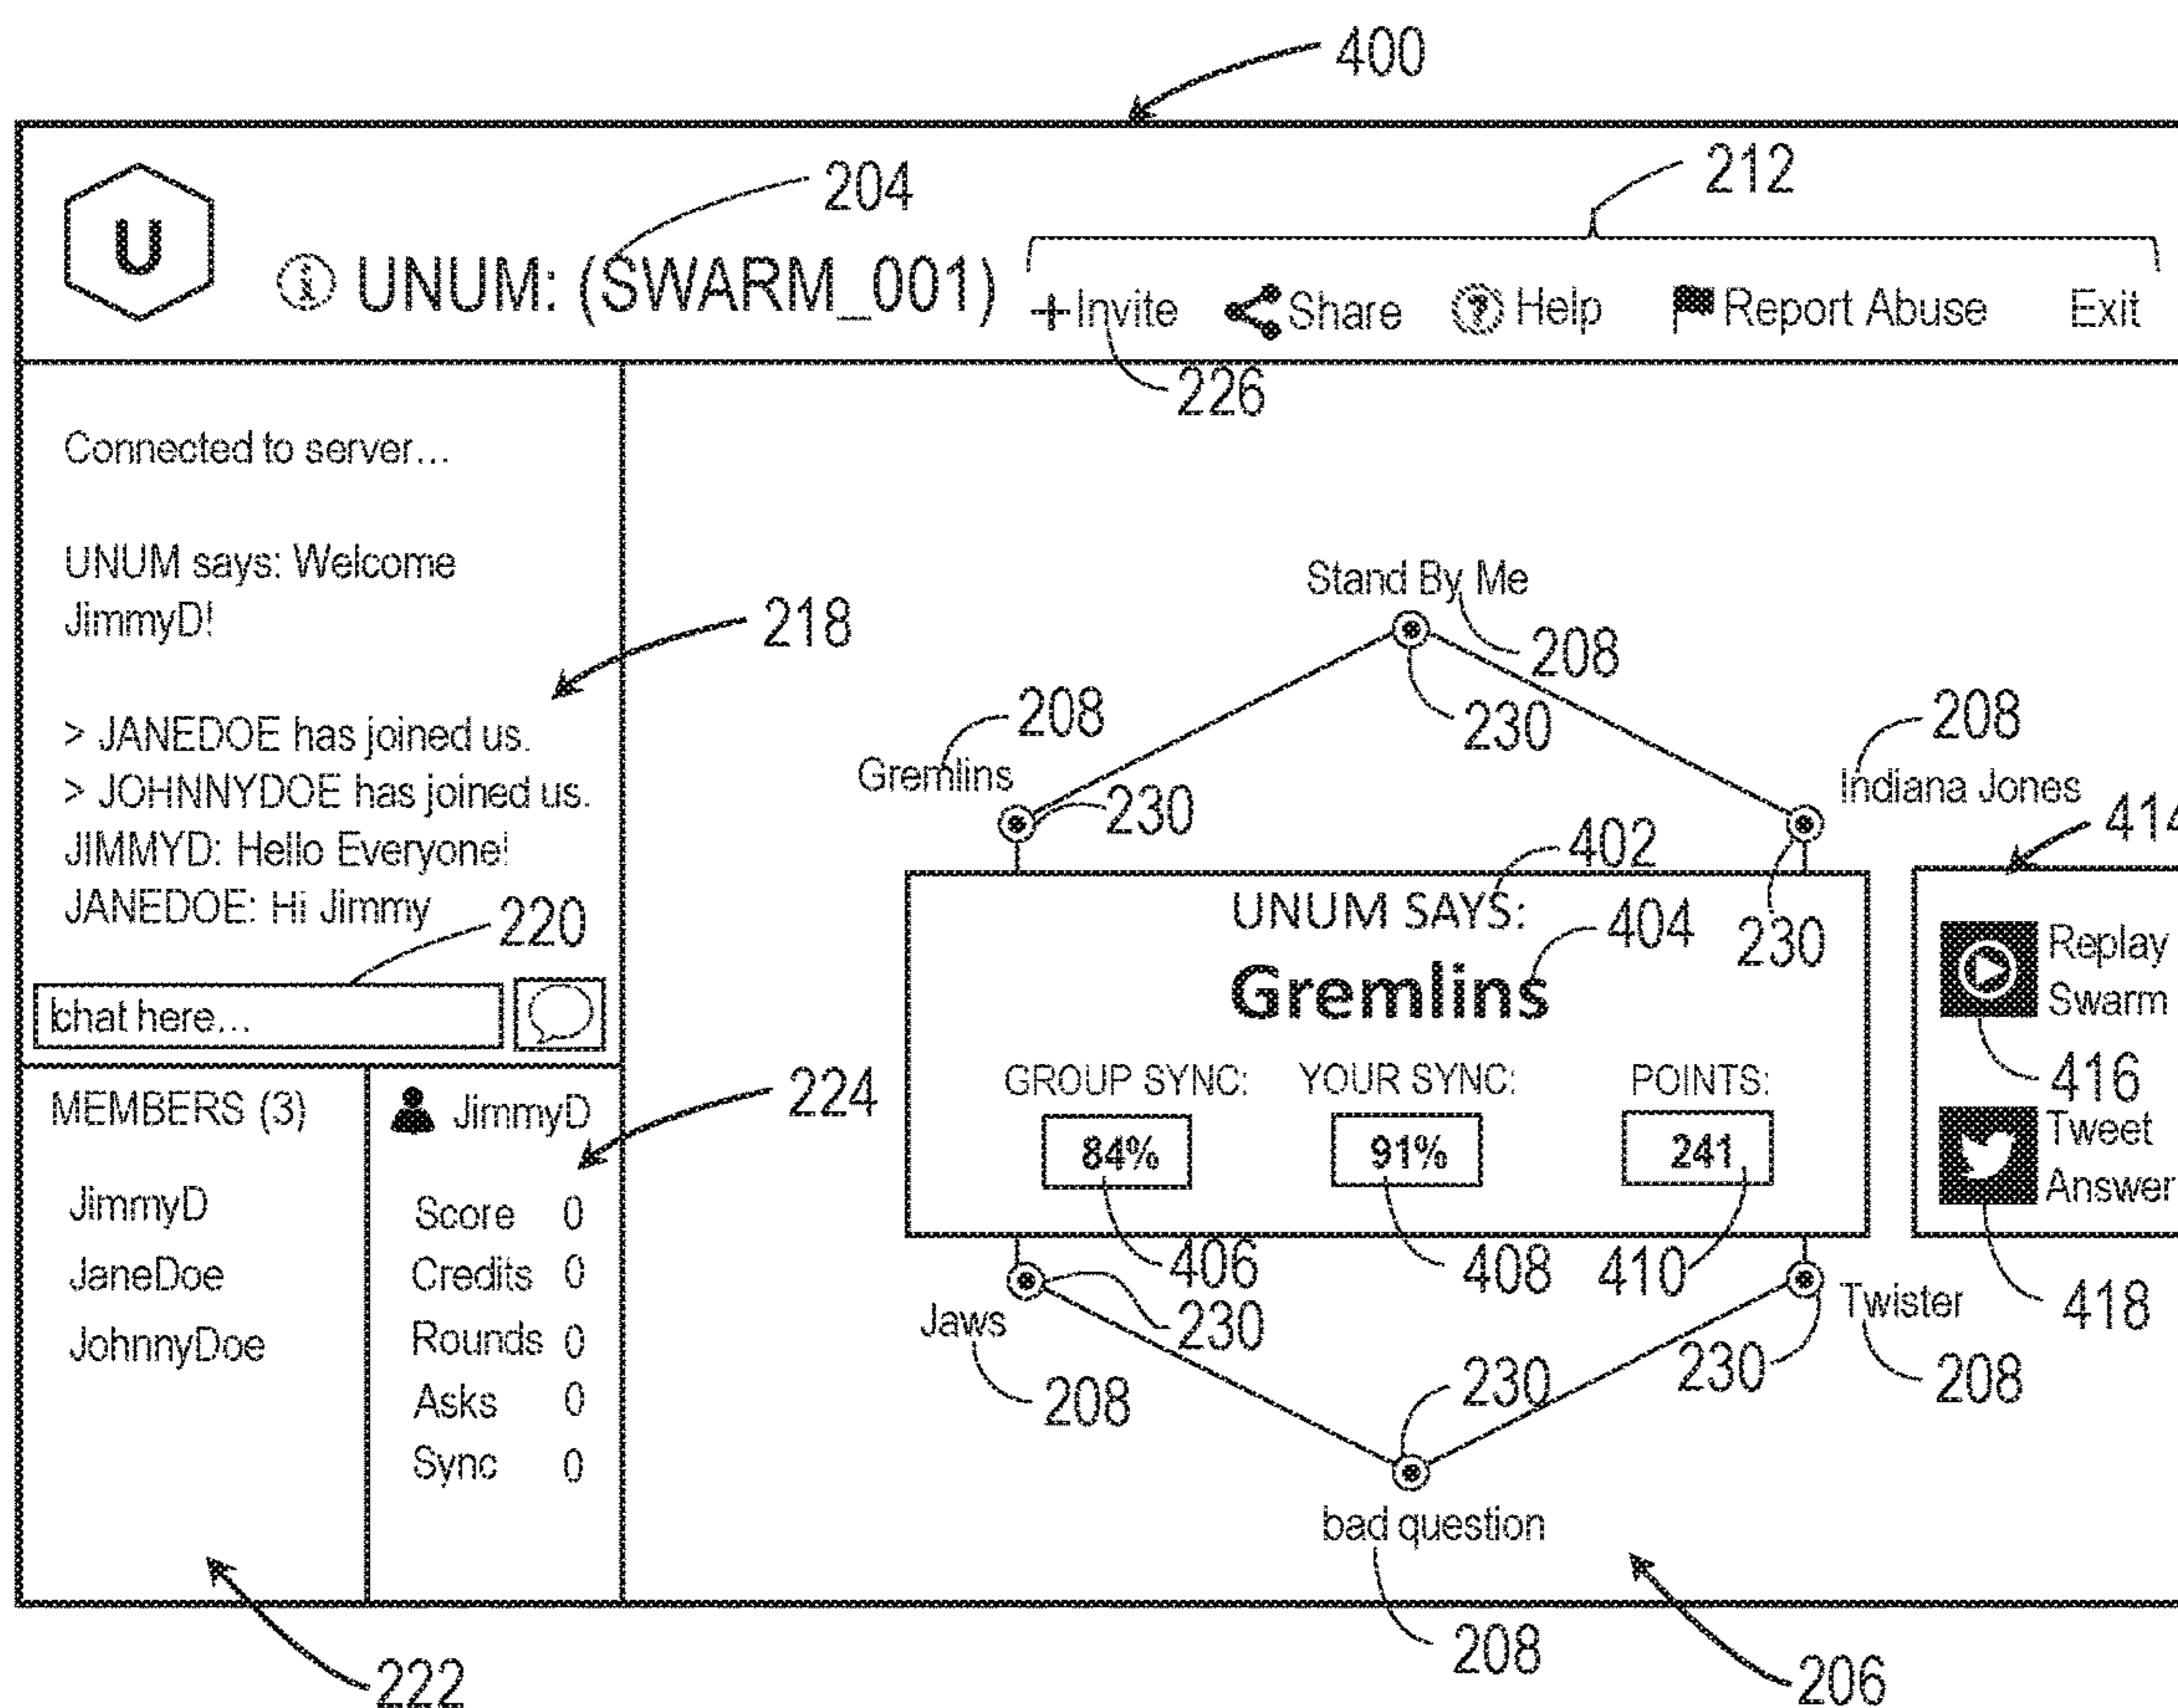 400
204
212
U
i UNUM: (SWARM_001)
+Invite Share ? Help Report Abuse Exit
226
Connected to server...
UNUM says: Welcome
JimmyD!
218
> JANEDOE has joined us.
> JOHNNYDOE has joined us.
JIMMYD: Hello Everyone!
JANEDOE: Hi Jimmy
220
chat here...
MEMBERS (3)
JimmyD
JaneDoe
JohnnyDoe
222
JimmyD
224
Score 0
Credits 0
Rounds 0
Asks 0
Sync 0
Stand By Me
208
230
208
Gremlins
230
208
Indiana Jones
230
414
402
UNUM SAYS:
404
Gremlins
GROUP SYNC: YOUR SYNC: POINTS:
84% 91% 241
406 408 410
Replay
Swarm
416
Tweet
Answer
418
Jaws
230
208
Twister
230
208
230
bad question
208
206